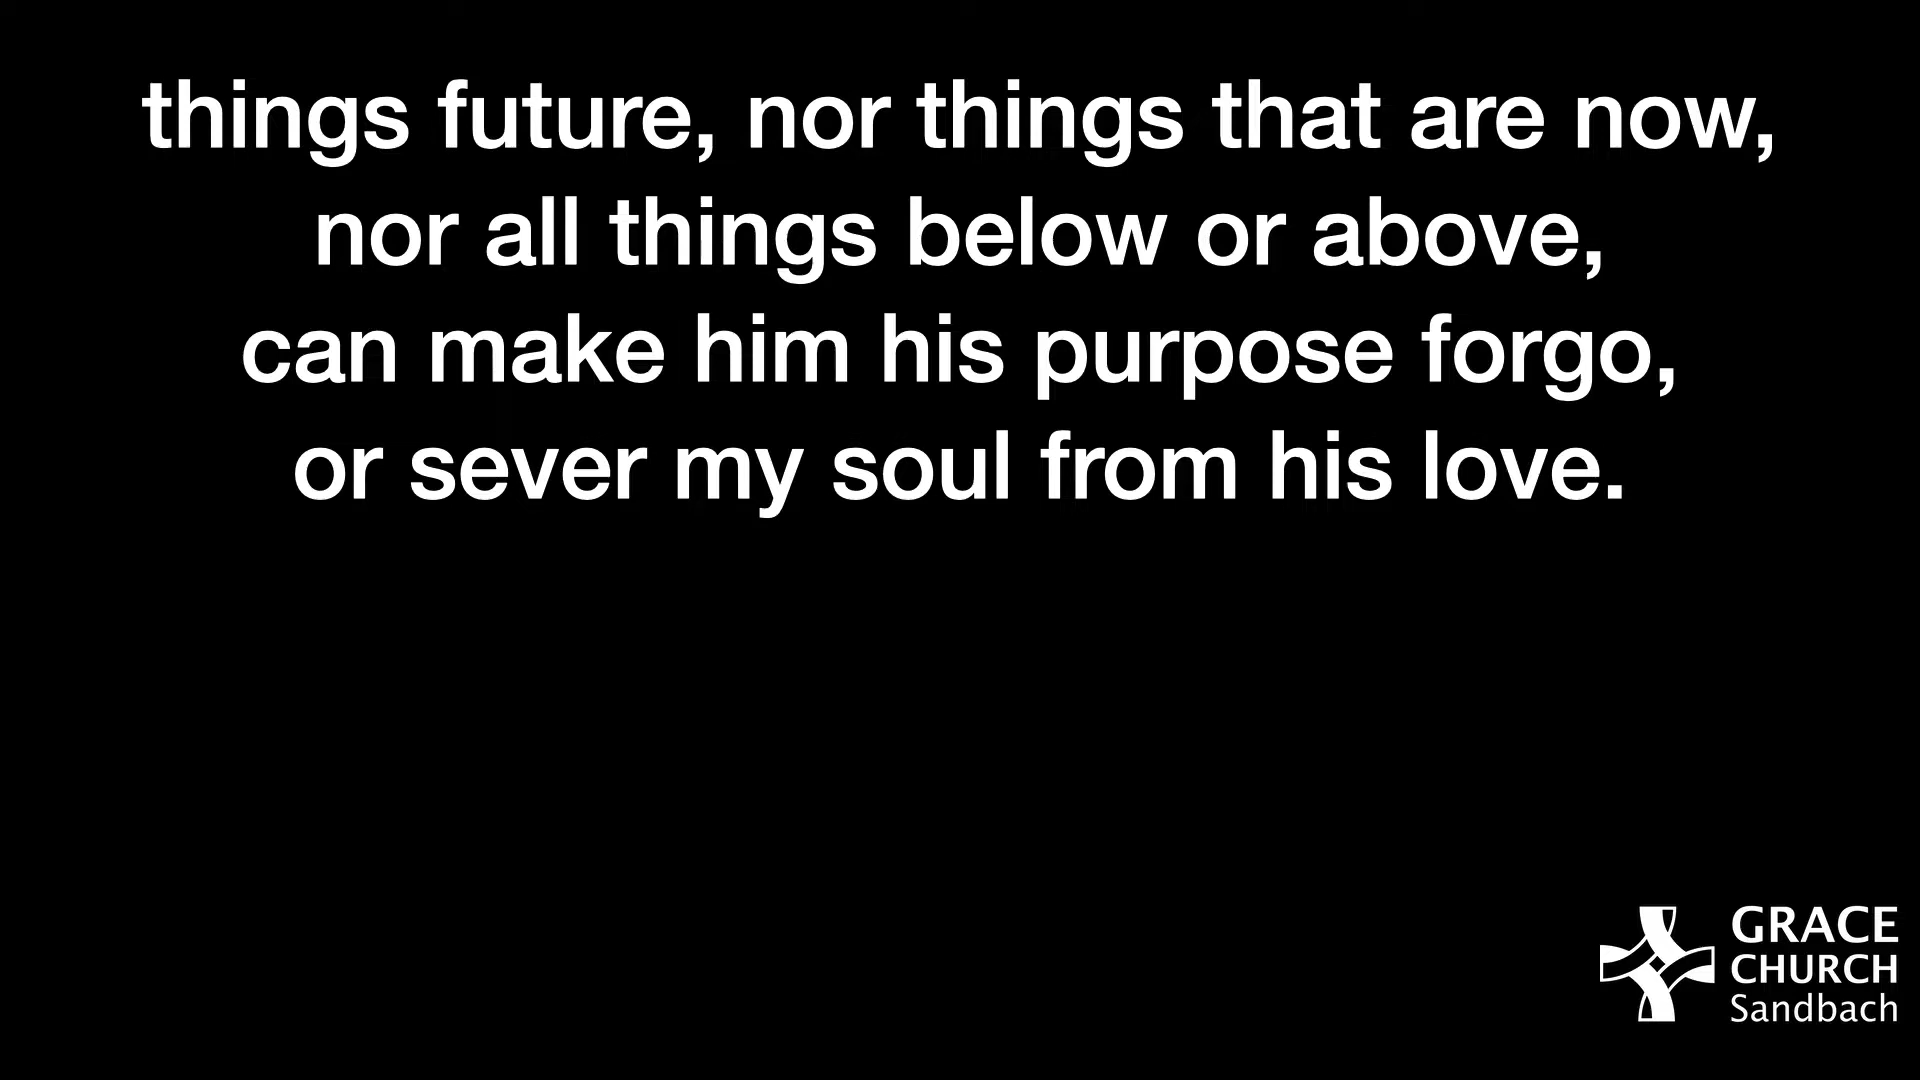 things future, nor things that are now,
nor all things below or above,
can make him his purpose forgo,
or sever my soul from his love.
GRACE
CHURCH
Sandbach